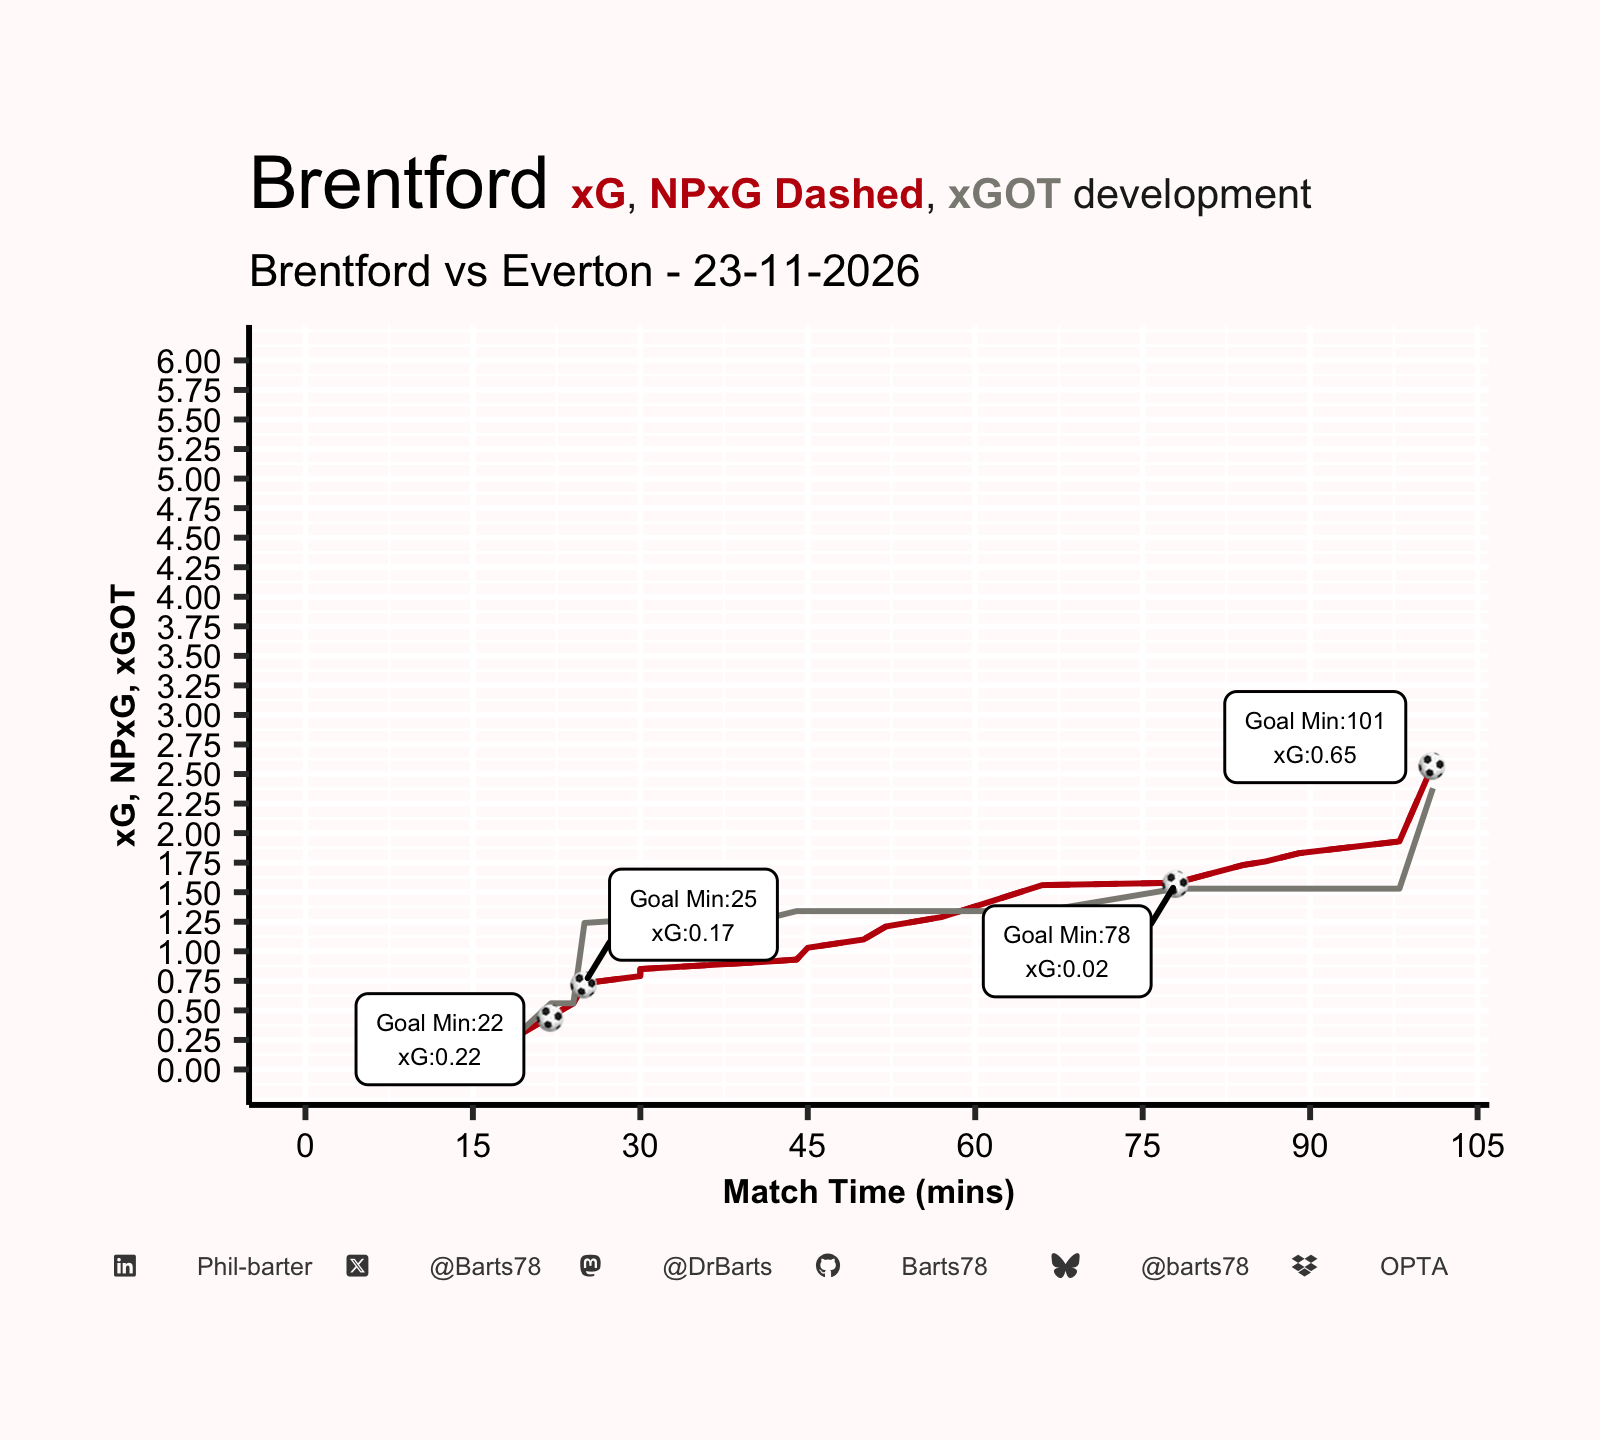 Brentford xG, NPxG Dashed, xGOT development
Brentford vs Everton - 23-11-2026
xG, NPxG, xGOT
6.00
5.75
5.50
5.25
5.00
4.75
4.50
4.25
4.00
3.75
3.50
3.25
3.00
2.75
2.50
2.25
2.00
1.75
1.50
1.25
1.00
0.75
0.50
0.25
0.00
Goal Min:101
xG:0.65
Goal Min:25
xG:0.17
Goal Min:78
xG:0.02
Goal Min:22
xG:0.22
0 15 30 45 60 75 90 105
Match Time (mins)
Phil-barter @Barts78 @DrBarts Barts78 @barts78 OPTA